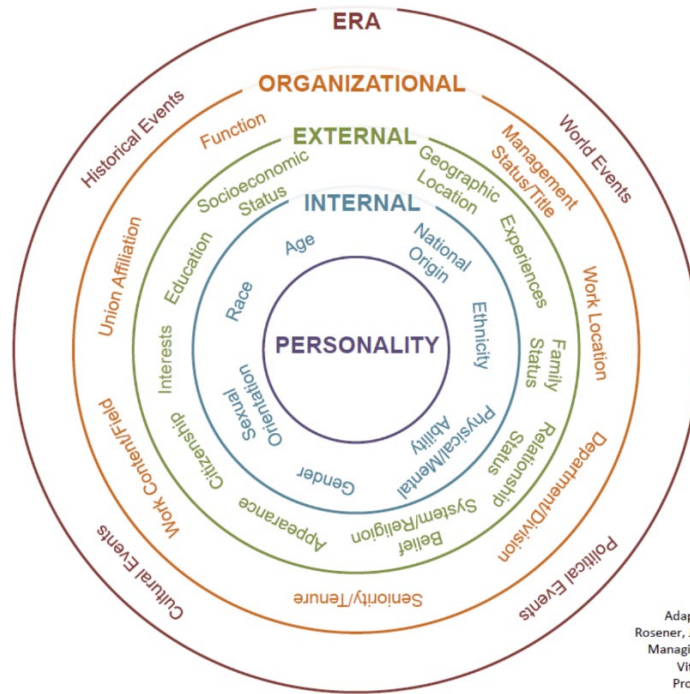 ERA
Historical Events
World Events
Political Events
Cultural Events
ORGANIZATIONAL
Function
Management
Status/Title
Work Location
Department/Division
Seniority/Tenure
Work Content/Field
Union Affiliation
EXTERNAL
Socioeconomic
Status
Geographic
Location
Experiences
Family
Status
Relationship
Status
Belief
System/Religion
Appearance
Citizenship
Interests
Education
INTERNAL
Age
National
Origin
Ethnicity
Physical/Mental
Ability
Gender
Sexual
Orientation
Race
PERSONALITY
Adap
Rosener, 
Managi
Vit
Pro